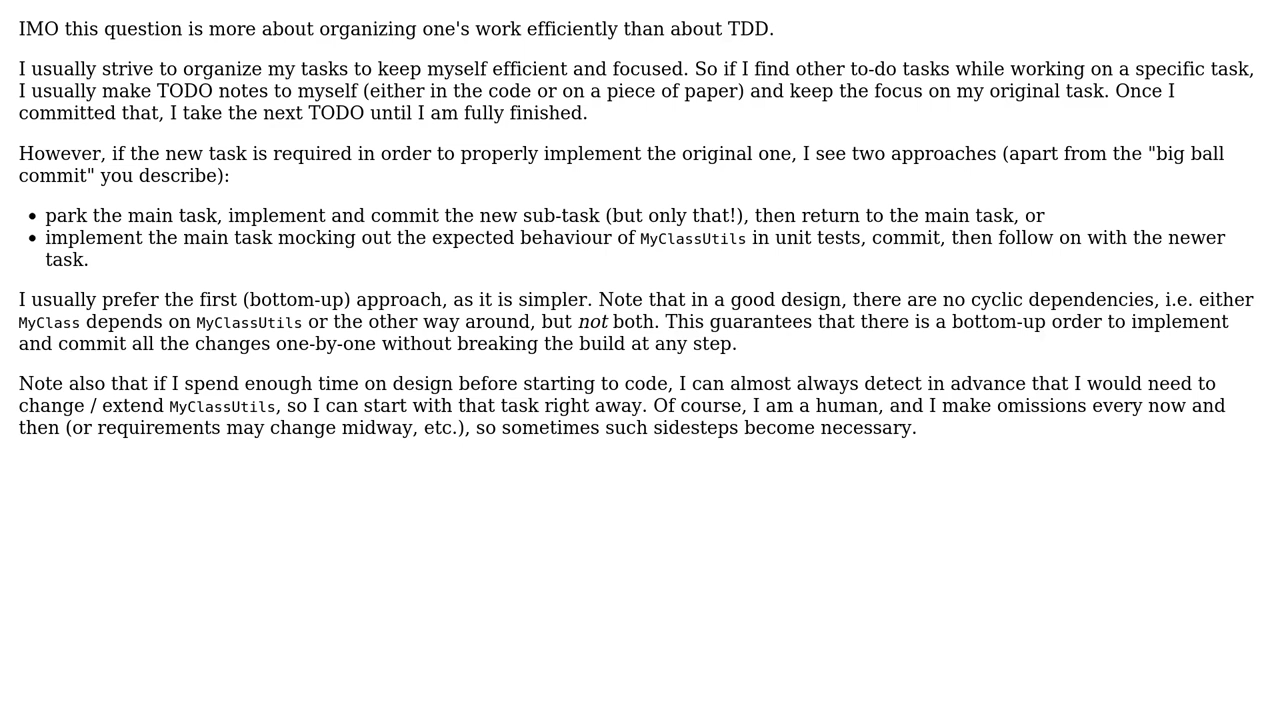 IMO this question is more about organizing one's work efficiently than about TDD.
I usually strive to organize my tasks to keep myself efficient and focused. So if I find other to-do tasks while working on a specific task,
I usually make TODO notes to myself (either in the code or on a piece of paper) and keep the focus on my original task. Once I
committed that, I take the next TODO until I am fully finished.
However, if the new task is required in order to properly implement the original one, I see two approaches (apart from the "big ball
commit" you describe):
• park the main task, implement and commit the new sub-task (but only that!), then return to the main task, or
• implement the main task mocking out the expected behaviour of MyClassUtils in unit tests, commit, then follow on with the newer
task.
I usually prefer the first (bottom-up) approach, as it is simpler. Note that in a good design, there are no cyclic dependencies, i.e. either
MyClass depends on MyClassUtils or the other way around, but not both. This guarantees that there is a bottom-up order to implement
and commit all the changes one-by-one without breaking the build at any step.
Note also that if I spend enough time on design before starting to code, I can almost always detect in advance that I would need to
change / extend MyClassUtils, so I can start with that task right away. Of course, I am a human, and I make omissions every now and
then (or requirements may change midway, etc.), so sometimes such sidesteps become necessary.